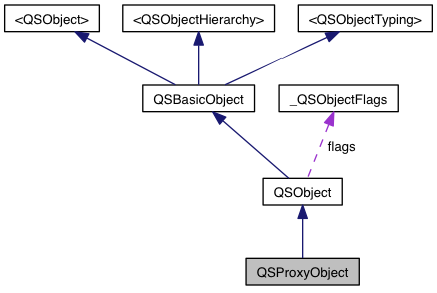 <QSObject>
<QSObjectHierarchy>
<QSObjectTyping>
QSBasicObject
_QSObjectFlags
flags
QSObject
QSProxyObject